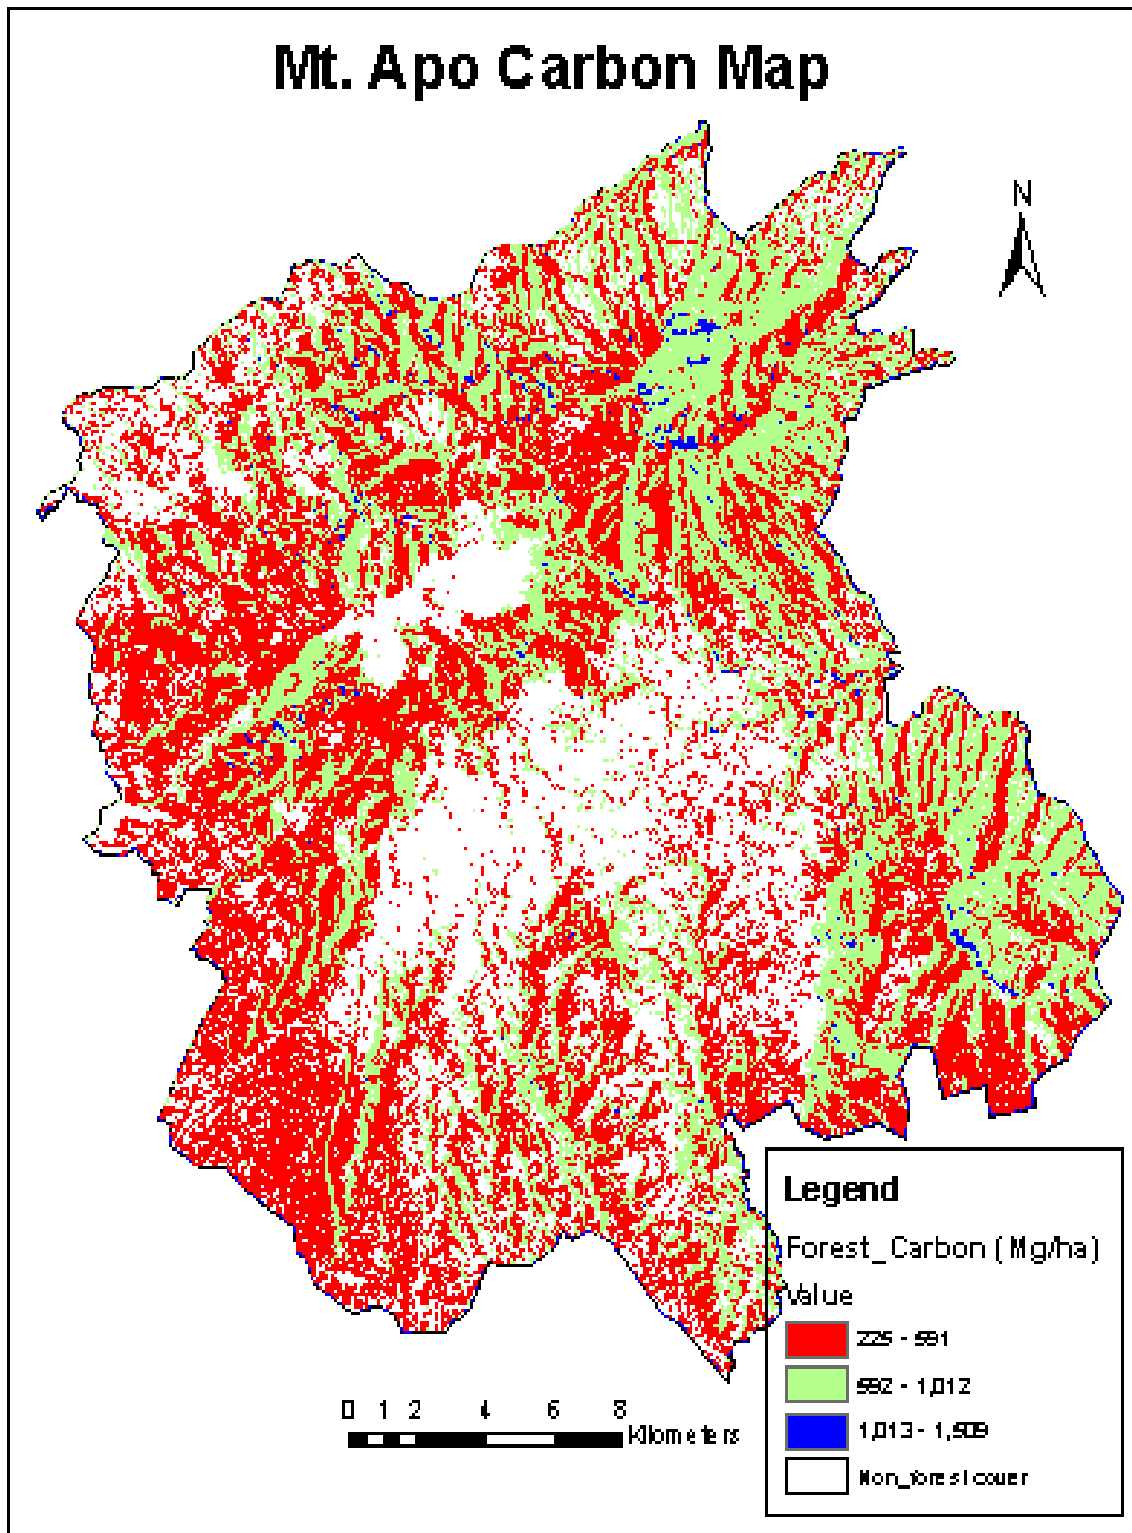 Mt. Apo Carbon Map
N
Legend
Forest_Carbon (Mg/ha)
Value
225 - 591
592 - 1,012
1,013 - 1,909
Non_forest cover
0 1 2 4 6 8
Kilometers